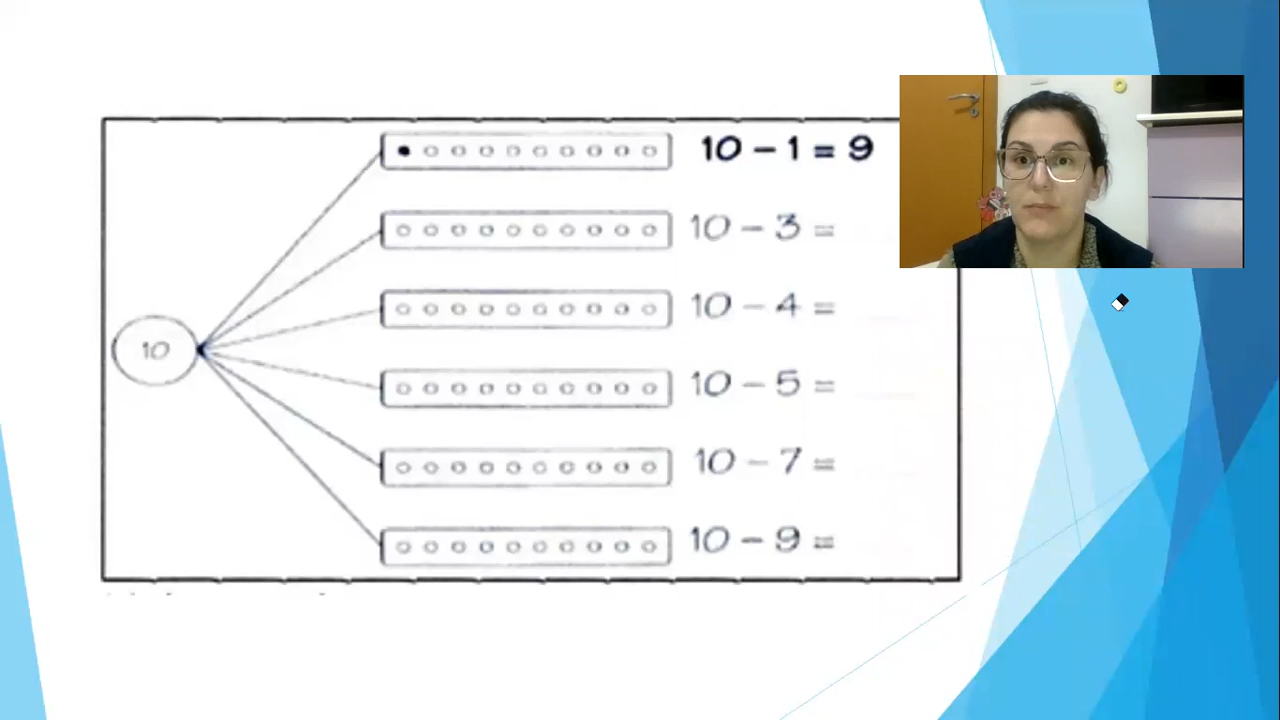 10 – 1 = 9
10 – 3 =
10 – 4 =
10
10 – 5 =
10 – 7 =
10 – 9 =